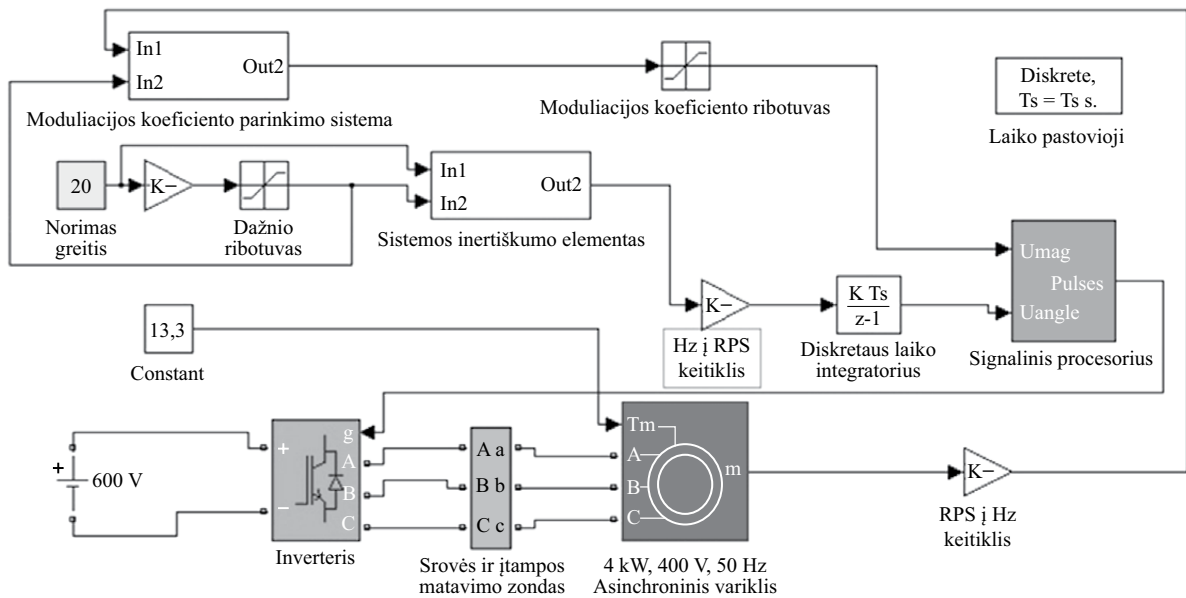 In1
In2
Out2
Moduliacijos koeficiento parinkimo sistema
Moduliacijos koeficiento ribotuvas
Diskrete,
Ts = Ts s.
Laiko pastovioji
20
Norimas
greitis
K−
Dažnio
ribotuvas
In1
In2
Out2
Sistemos inertiškumo elementas
K−
Hz į RPS
keitiklis
K Ts
z-1
Diskretaus laiko
integratorius
Umag
Pulses
Uangle
Signalinis procesorius
13,3
Constant
+
600 V
+
−
g
A
B
C
Inverteris
A a
B b
C c
Srovės ir įtampos
matavimo zondas
Tm
A
B
C
m
4 kW, 400 V, 50 Hz
Asinchroninis variklis
K−
RPS į Hz
keitiklis